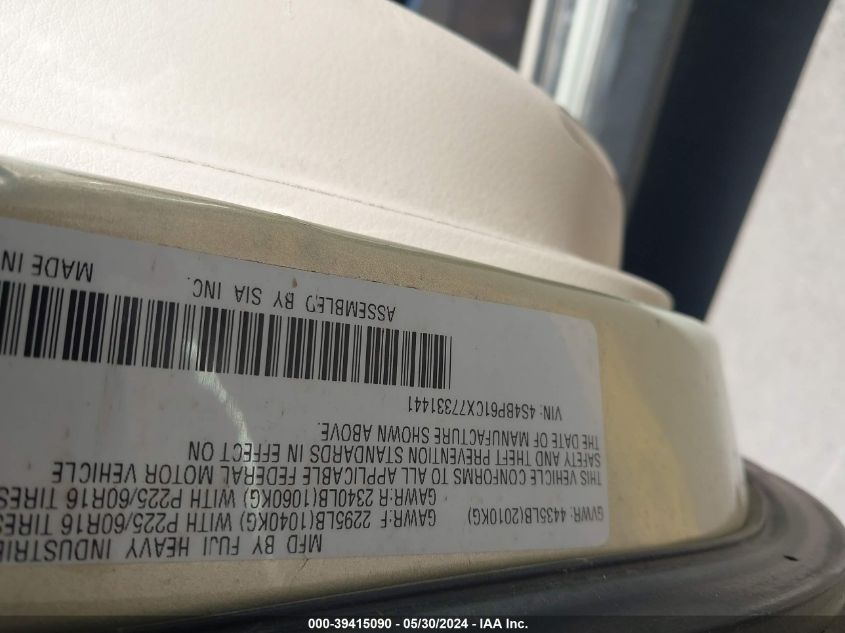 MFD BY FUJI HEAVY INDUSTRIE
GVWR: 4435LB(2010KG) GAWR:F 2295LB(1040KG) WITH P225/60R16 TIRES
GAWR:R 2340LB(1060KG) WITH P225/60R16 TIRES
THIS VEHICLE CONFORMS TO ALL APPLICABLE FEDERAL MOTOR VEHICLE
SAFETY AND THEFT PREVENTION STANDARDS IN EFFECT ON
THE DATE OF MANUFACTURE SHOWN ABOVE.
VIN:4S4BP61CX77331441
ASSEMBLED BY SIA INC. MADE IN
000-39415090 - 05/30/2024 - IAA Inc.